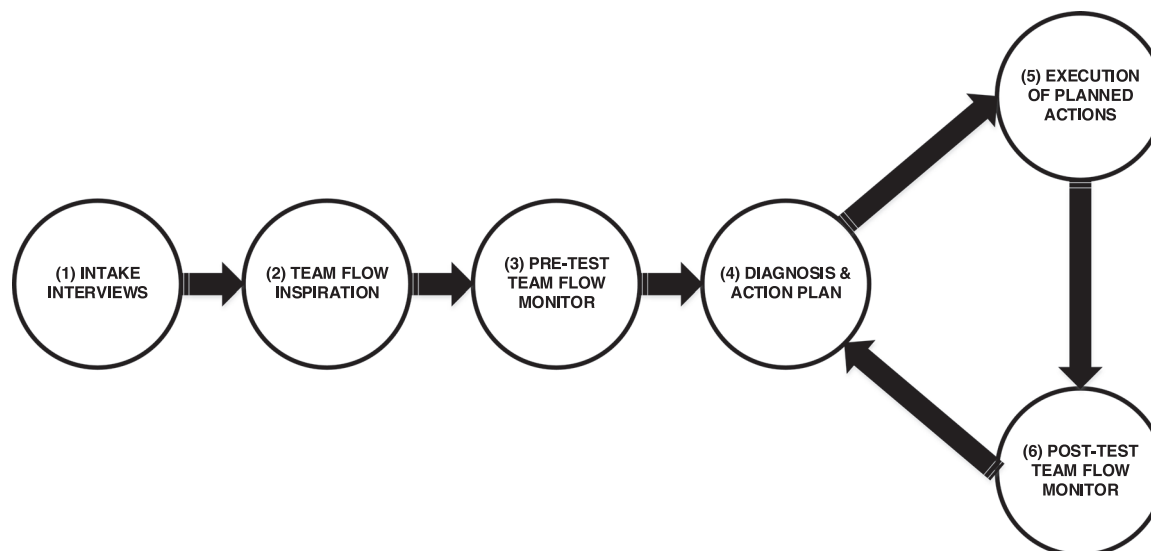 (1) INTAKE
INTERVIEWS
(2) TEAM FLOW
INSPIRATION
(3) PRE-TEST
TEAM FLOW
MONITOR
(4) DIAGNOSIS &
ACTION PLAN
(5) EXECUTION
OF PLANNED
ACTIONS
(6) POST-TEST
TEAM FLOW
MONITOR